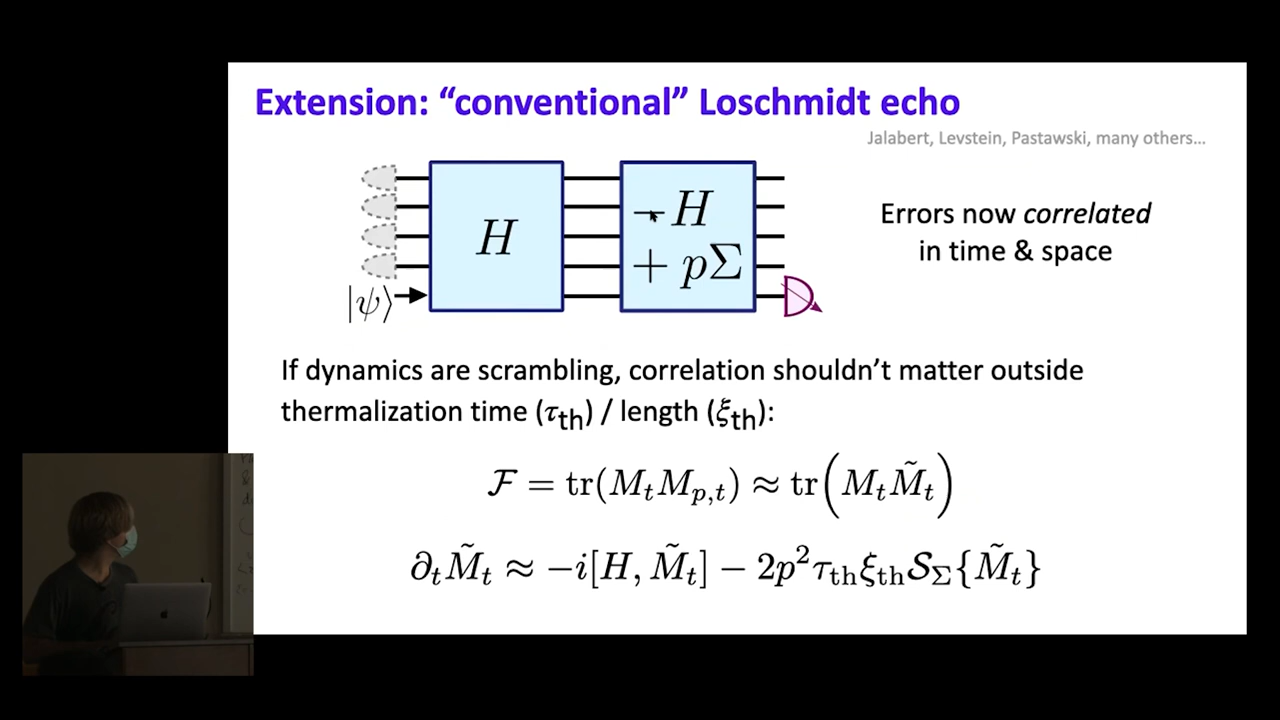 Extension: “conventional” Loschmidt echo
Jalabert, Levstein, Pastawski, many others…
H
−H
+ pΣ
|ψ⟩
Errors now correlated
in time & space
If dynamics are scrambling, correlation shouldn’t matter outside
thermalization time (τ_th) / length (ξ_th):
ℱ = tr(M_t M_{p,t}) ≈ tr(M_t M̃_t)
∂_t M̃_t ≈ −i[H, M̃_t] − 2p²τ_th ξ_th 𝒮_Σ{M̃_t}